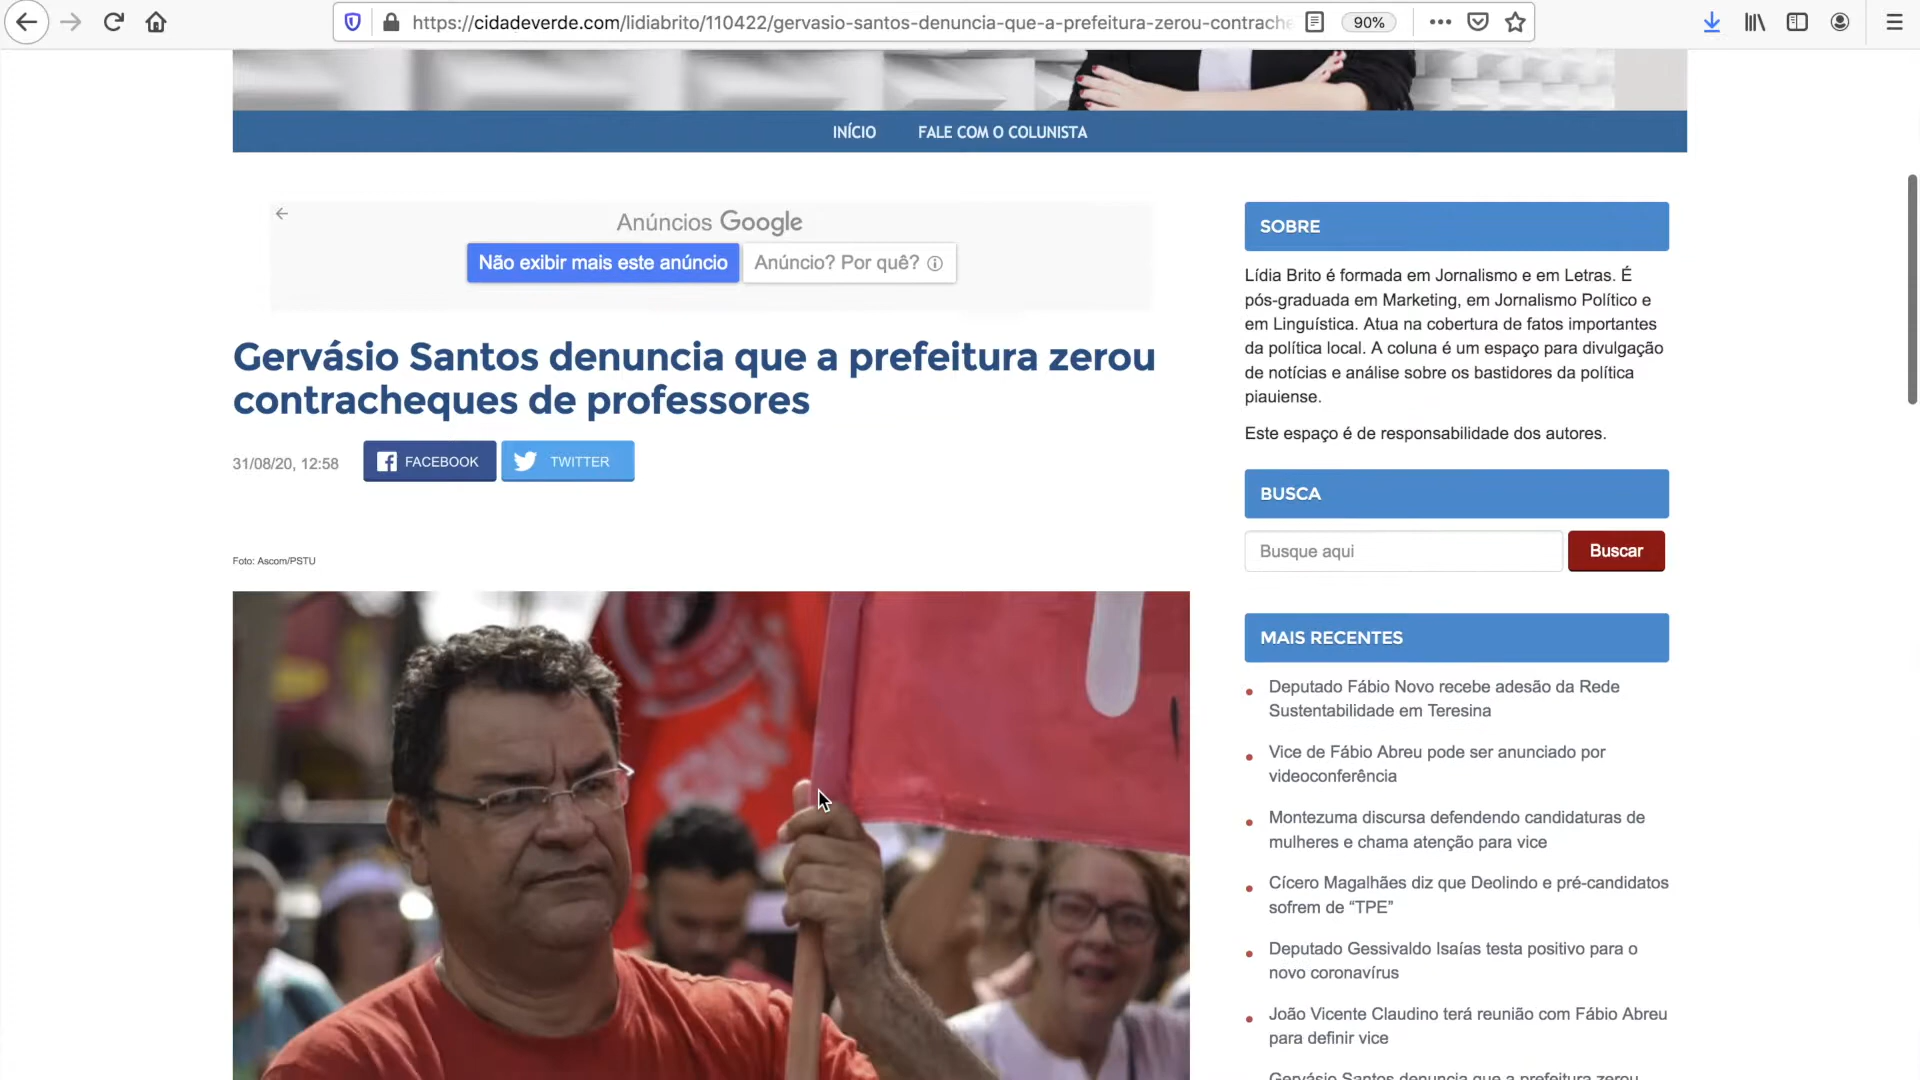 https://cidadeverde.com/lidiabrito/110422/gervasio-santos-denuncia-que-a-prefeitura-zerou-contrache
90%
INÍCIO FALE COM O COLUNISTA
Anúncios Google
Não exibir mais este anúncio
Anúncio? Por quê?
Gervásio Santos denuncia que a prefeitura zerou
contracheques de professores
31/08/20, 12:58
FACEBOOK
TWITTER
Foto: Ascom/PSTU
SOBRE
Lídia Brito é formada em Jornalismo e em Letras. É
pós-graduada em Marketing, em Jornalismo Político e
em Linguística. Atua na cobertura de fatos importantes
da política local. A coluna é um espaço para divulgação
de notícias e análise sobre os bastidores da política
piauiense.
Este espaço é de responsabilidade dos autores.
BUSCA
Busque aqui
Buscar
MAIS RECENTES
Deputado Fábio Novo recebe adesão da Rede
Sustentabilidade em Teresina
Vice de Fábio Abreu pode ser anunciado por
videoconferência
Montezuma discursa defendendo candidaturas de
mulheres e chama atenção para vice
Cícero Magalhães diz que Deolindo e pré-candidatos
sofrem de “TPE”
Deputado Gessivaldo Isaías testa positivo para o
novo coronavírus
João Vicente Claudino terá reunião com Fábio Abreu
para definir vice
Gervásio Santos denuncia que a prefeitura zerou